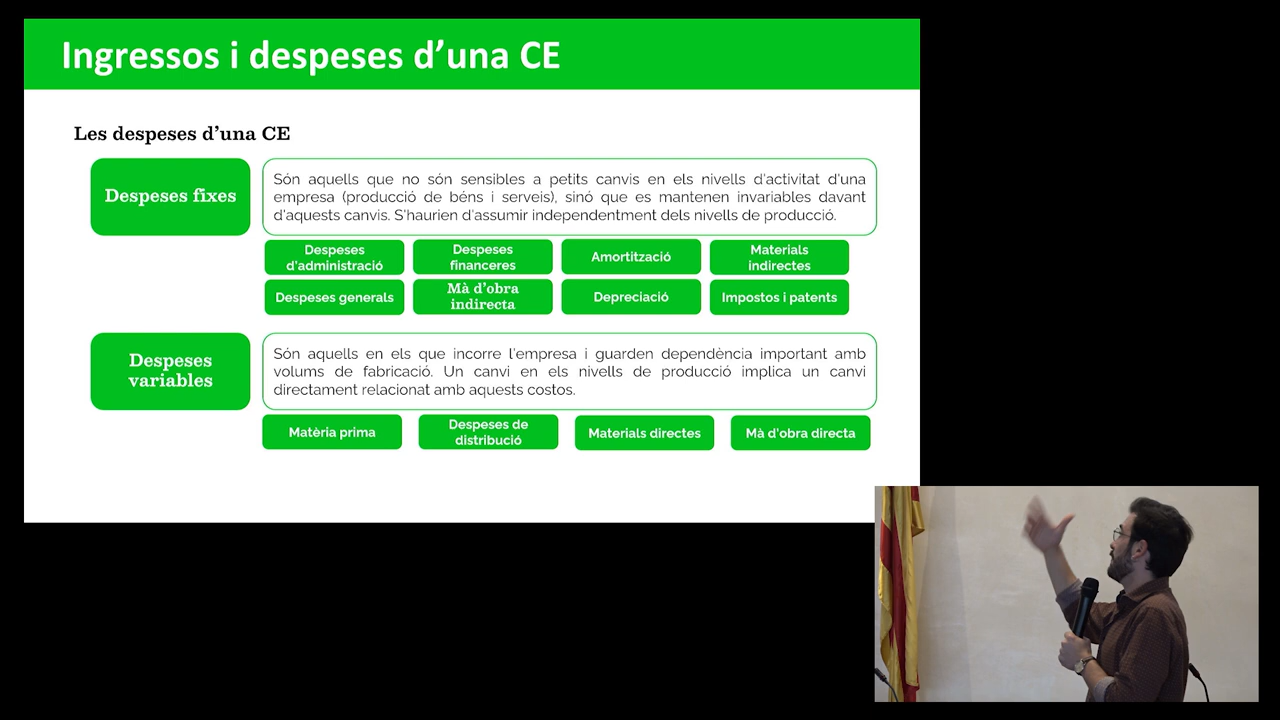 Ingressos i despeses d’una CE
Les despeses d’una CE
Despeses fixes
Són aquells que no són sensibles a petits canvis en els nivells d'activitat d'una
empresa (producció de béns i serveis), sinó que es mantenen invariables davant
d'aquests canvis. S'haurien d'assumir independentment dels nivells de producció.
Despeses
d'administració
Despeses
financeres
Amortització
Materials
indirectes
Despeses generals
Mà d’obra
indirecta
Depreciació
Impostos i patents
Despeses
variables
Són aquells en els que incorre l'empresa i guarden dependència important amb
volums de fabricació. Un canvi en els nivells de producció implica un canvi
directament relacionat amb aquests costos.
Matèria prima
Despeses de
distribució
Materials directes
Mà d'obra directa